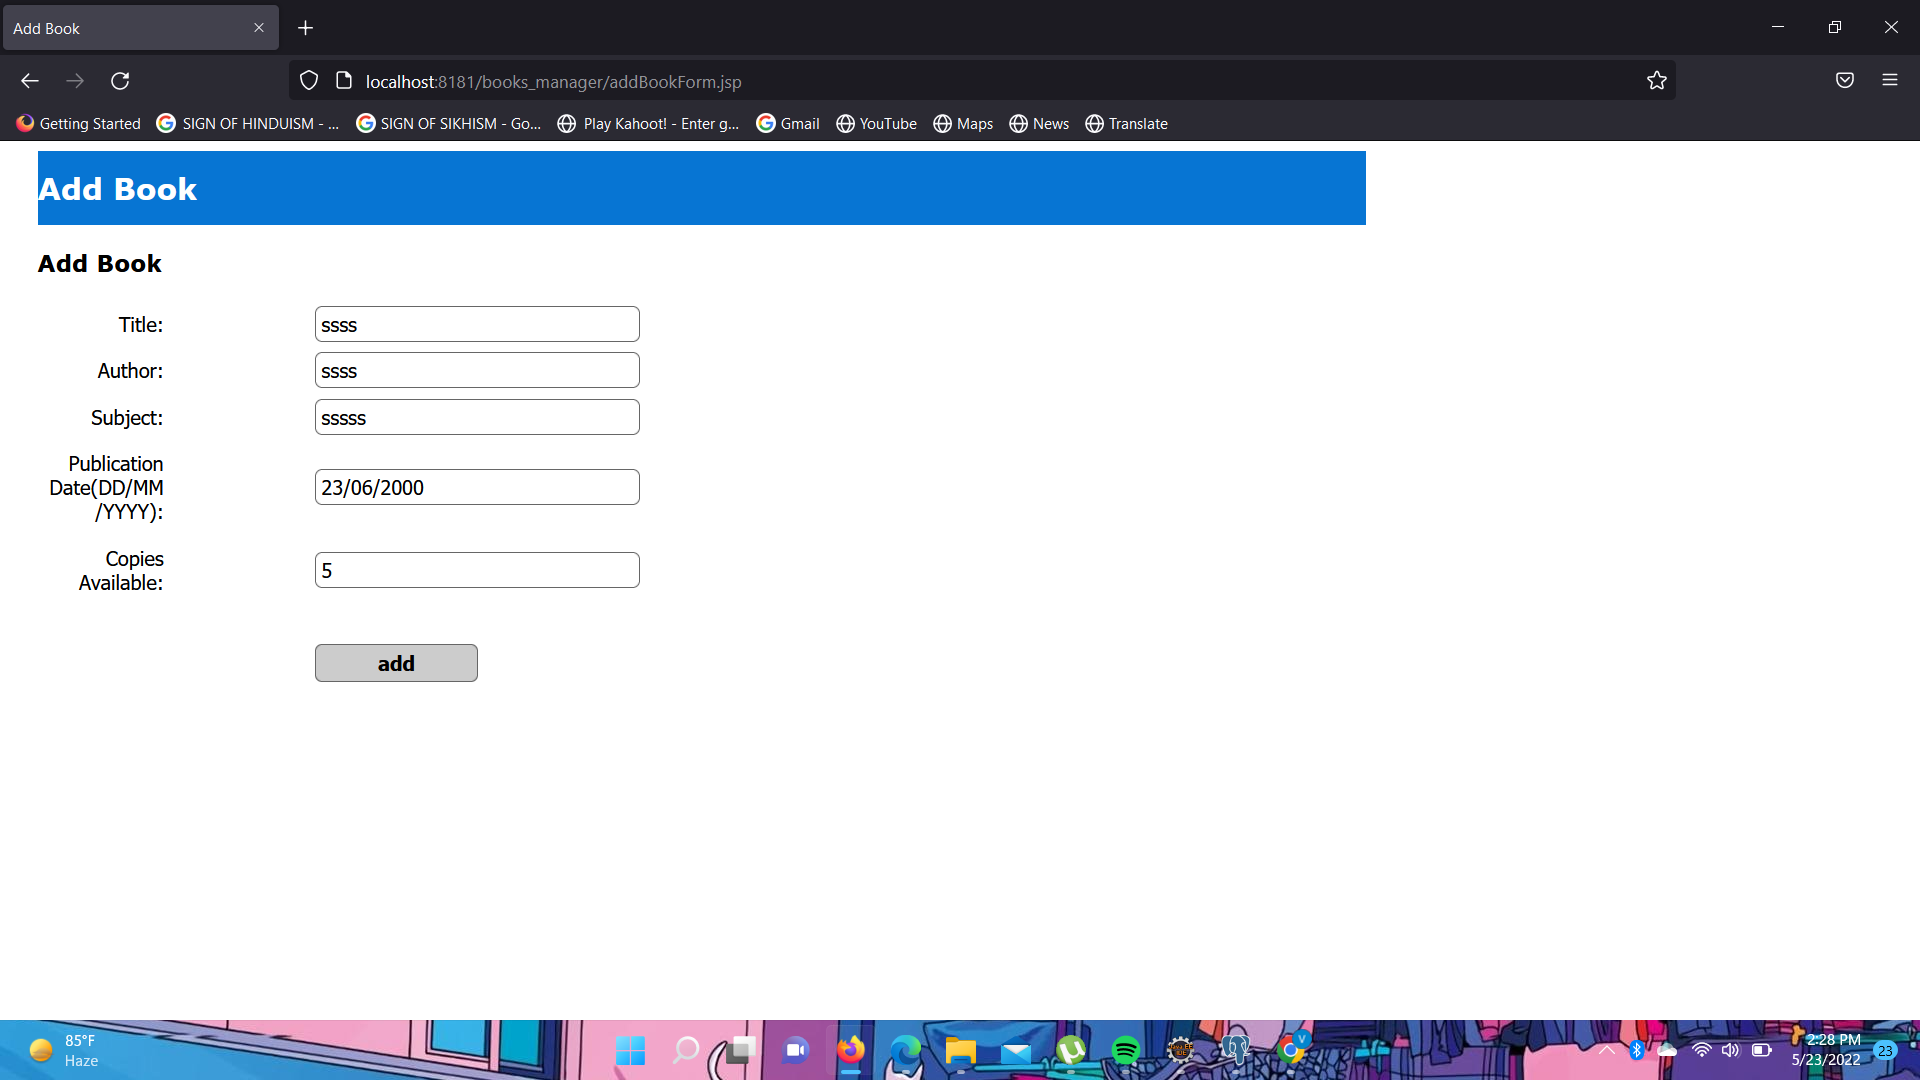 Add Book
localhost:8181/books_manager/addBookForm.jsp
Getting Started SIGN OF HINDUISM - ... SIGN OF SIKHISM - Go... Play Kahoot! - Enter g... Gmail YouTube Maps News Translate
Add Book
Add Book
Title: ssss
Author: ssss
Subject: sssss
Publication
Date(DD/MM
/YYYY):
23/06/2000
Copies
Available:
5
add
85°F
Haze
V
2:28 PM
5/23/2022
23